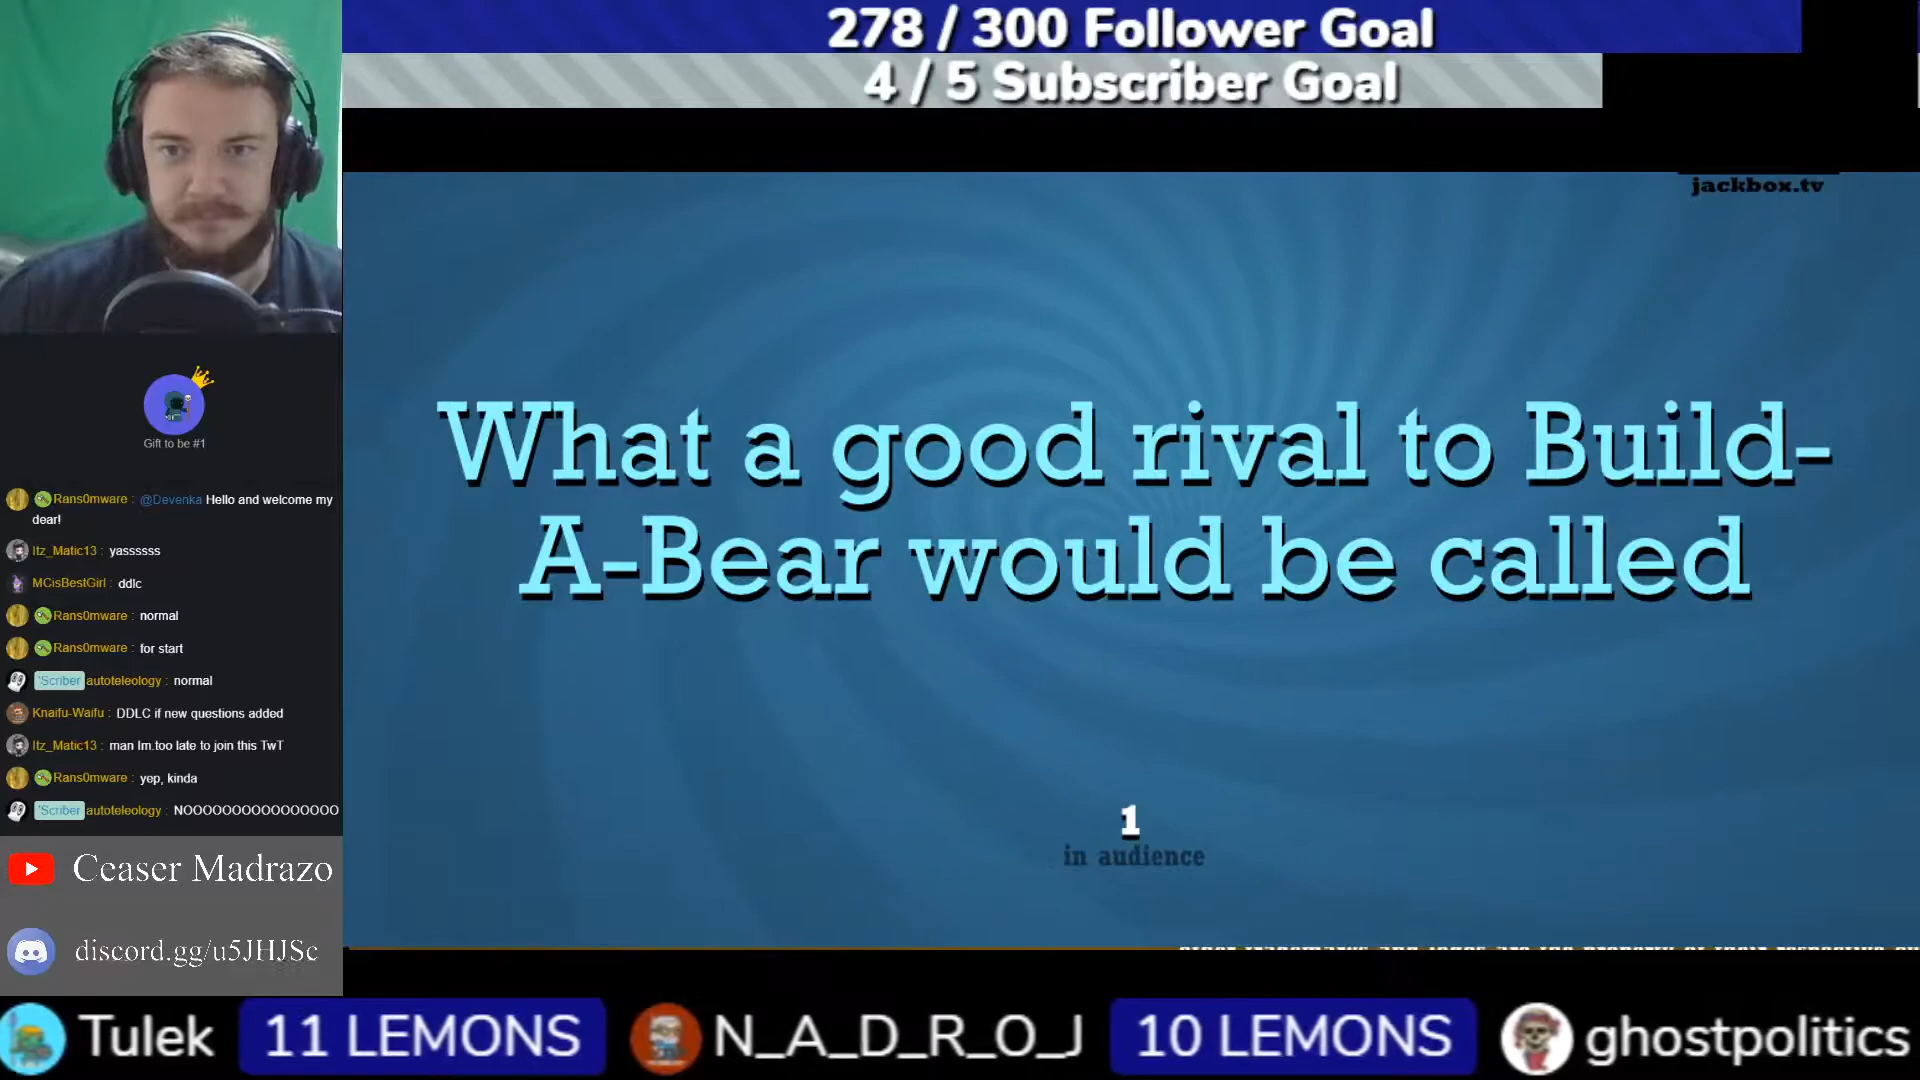 278 / 300 Follower Goal
4 / 5 Subscriber Goal
jackbox.tv
What a good rival to Build-
A-Bear would be called
1
in audience
Gift to be #1
Rans0mware : @Devenka Hello and welcome my
dear!
Itz_Matic13 : yassssss
MCisBestGirl : ddlc
Rans0mware : normal
Rans0mware : for start
'Scriber autoteleology : normal
Knaifu-Waifu : DDLC if new questions added
Itz_Matic13 : man Im.too late to join this TwT
Rans0mware : yep, kinda
'Scriber autoteleology : NOOOOOOOOOOOOOOOO
Ceaser Madrazo
discord.gg/u5JHJSc
Tulek 11 LEMONS N_A_D_R_O_J 10 LEMONS ghostpolitics